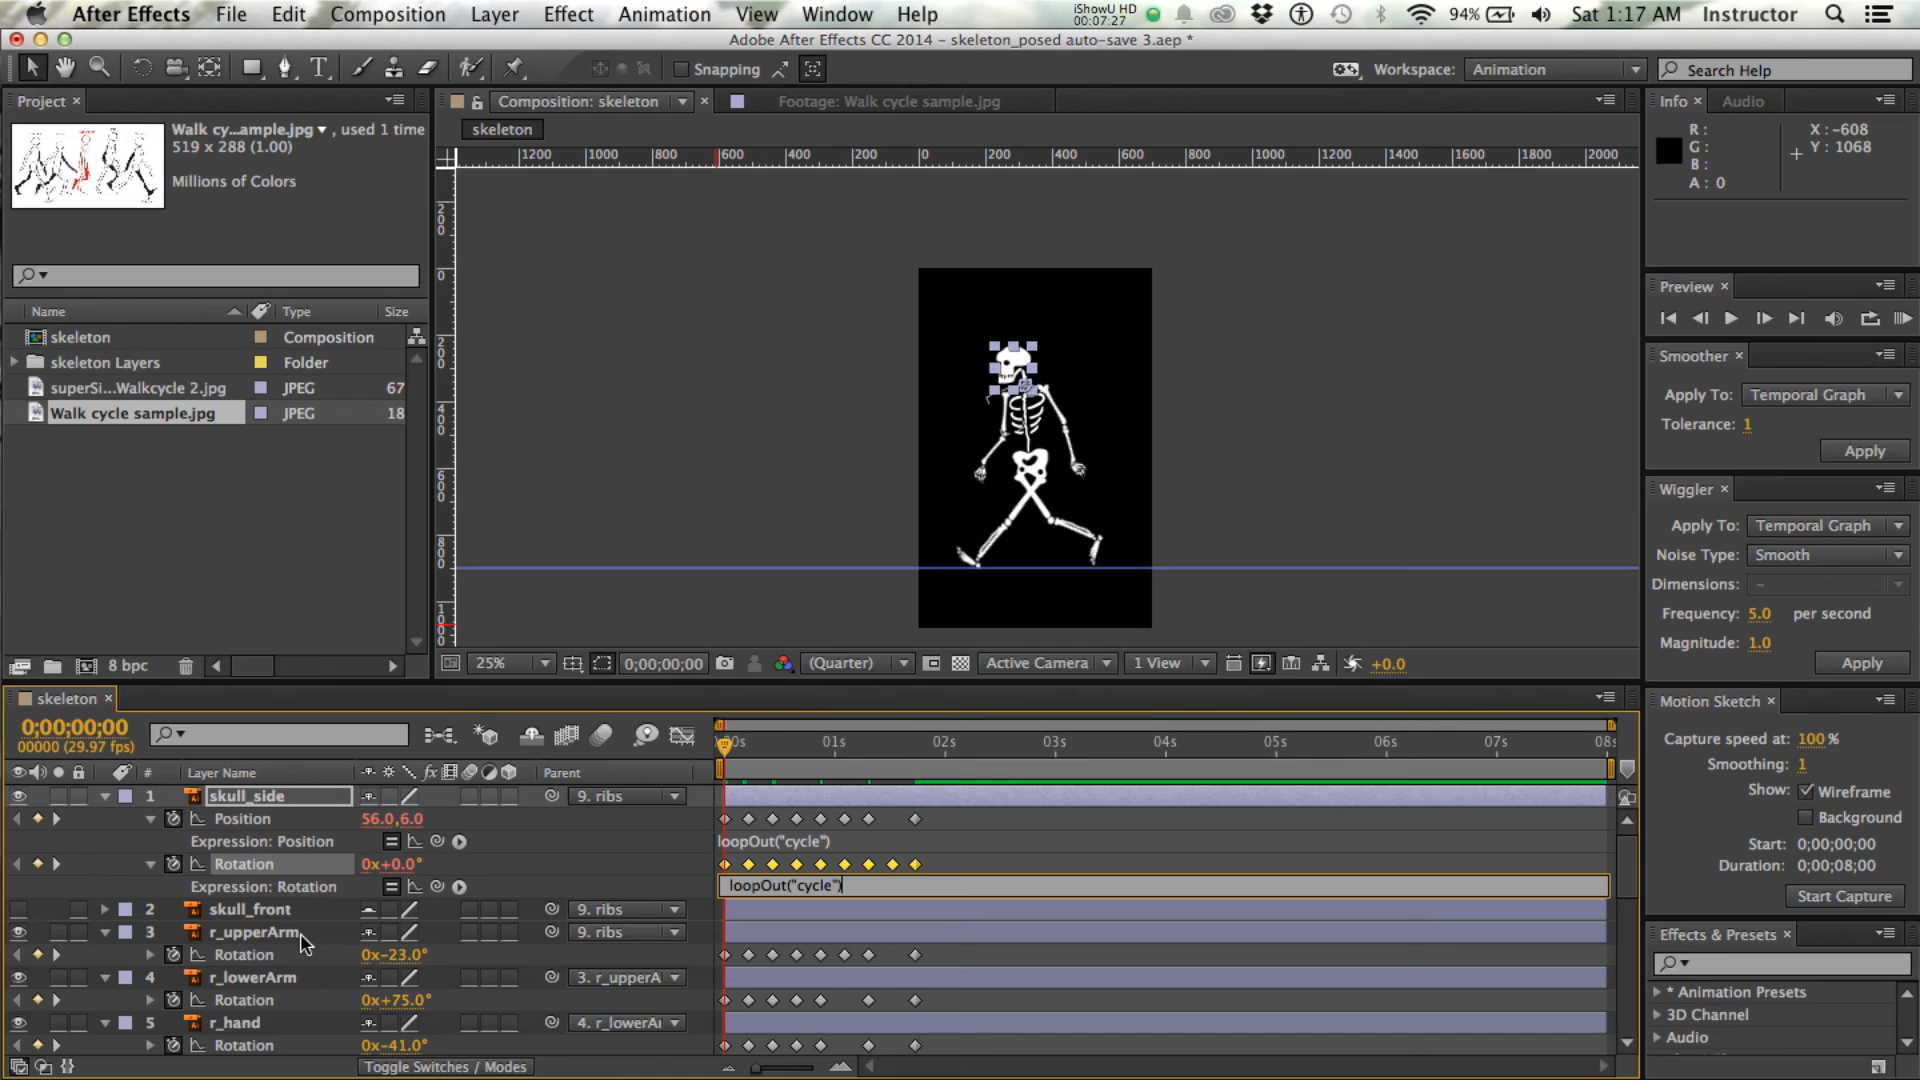 After Effects File Edit Composition Layer Effect Animation View Window Help iShowU HD 00:07:27 94% Sat 1:17 AM Instructor
Adobe After Effects CC 2014 – skeleton_posed auto-save 3.aep *
Snapping Workspace: Animation Search Help
Project ×
Walk cy...ample.jpg▼ , used 1 time
519 x 288 (1.00)
Millions of Colors
Name Type Size
skeleton Composition
skeleton Layers Folder
superSi...Walkcycle 2.jpg JPEG 67
Walk cycle sample.jpg JPEG 18
8 bpc
Composition: skeleton × Footage: Walk cycle sample.jpg
skeleton
1200 1000 800 600 400 200 0 200 400 600 800 1000 1200 1400 1600 1800 2000
25% 0;00;00;00 (Quarter) Active Camera 1 View +0.0
Info × Audio
R: X: -608
G: Y: 1068
B:
A: 0
Preview ×
Smoother ×
Apply To: Temporal Graph
Tolerance: 1
Apply
Wiggler ×
Apply To: Temporal Graph
Noise Type: Smooth
Dimensions: –
Frequency: 5.0 per second
Magnitude: 1.0
Apply
Motion Sketch ×
Capture speed at: 100 %
Smoothing: 1
Show: Wireframe
Background
Start: 0;00;00;00
Duration: 0;00;08;00
Start Capture
Effects & Presets ×
* Animation Presets
3D Channel
Audio
skeleton ×
0;00;00;00
00000 (29.97 fps)
00s 01s 02s 03s 04s 05s 06s 07s 08s
# Layer Name fx Parent
1 skull_side 9. ribs
Position 56.0,6.0
Expression: Position loopOut("cycle")
Rotation 0x+0.0°
Expression: Rotation loopOut("cycle")
2 skull_front 9. ribs
3 r_upperArm 9. ribs
Rotation 0x-23.0°
4 r_lowerArm 3. r_upperA
Rotation 0x+75.0°
5 r_hand 4. r_lowerAr
Rotation 0x-41.0°
Toggle Switches / Modes